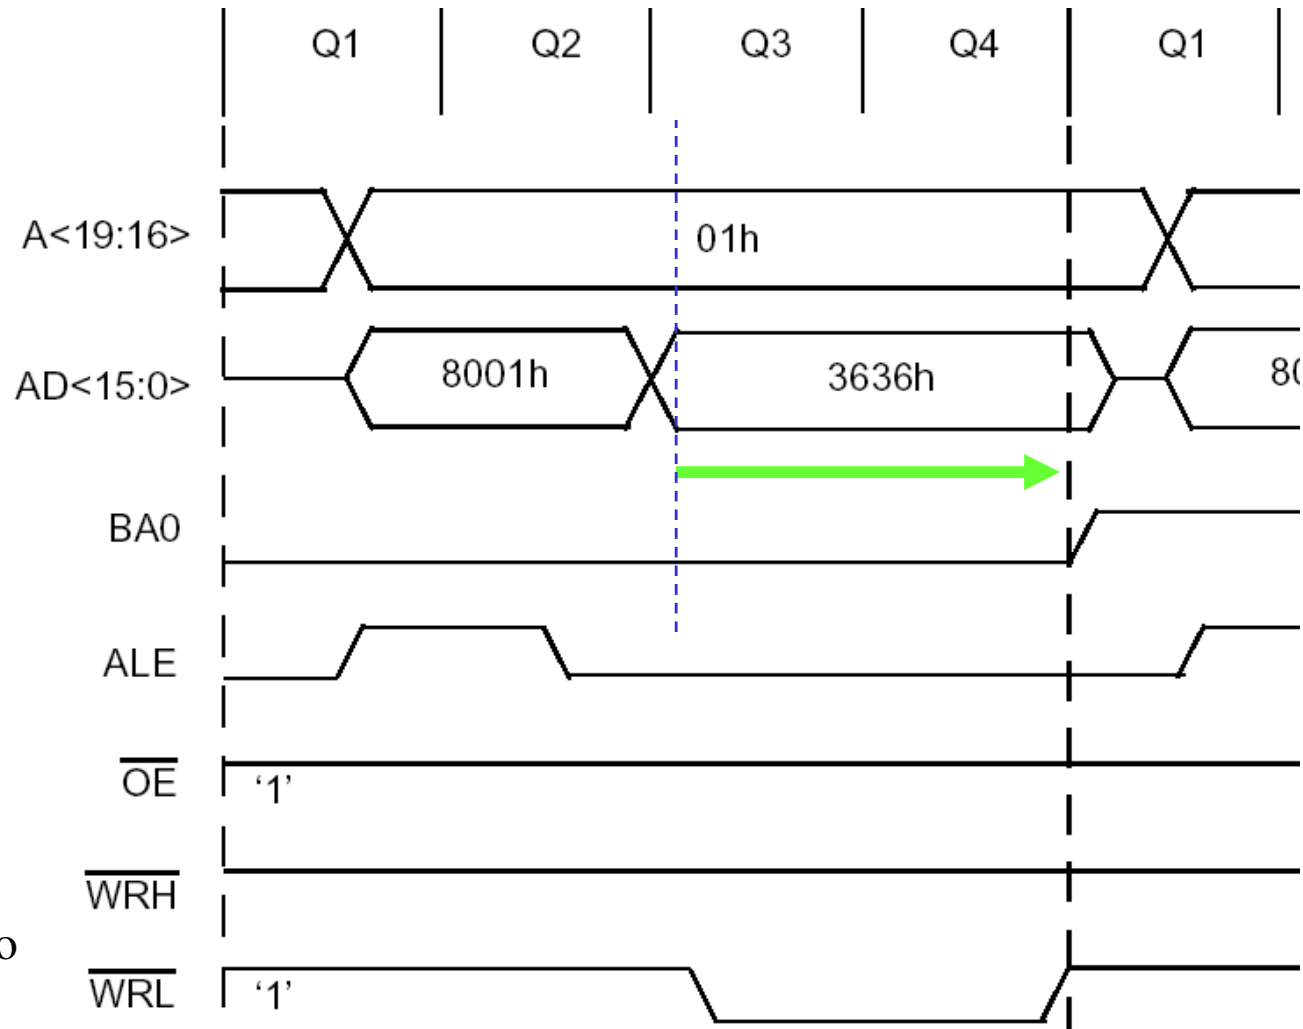 Q1 Q2 Q3 Q4 Q1
A<19:16> 01h
AD<15:0> 8001h 3636h 80
BA0
ALE
OE ‘1’
WRH
o
WRL ‘1’